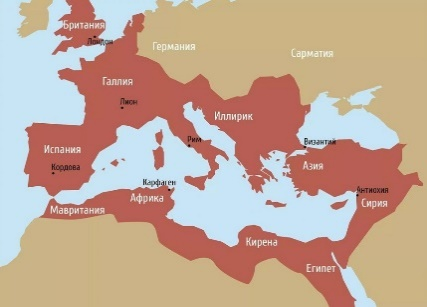 Британия
Лондон
Германия
Сарматия
Галлия
Лион
Иллирик
Рим
Византий
Испания
Кордова
Азия
Карфаген
Африка
Антиохия
Сирия
Мавритания
Кирена
Египет